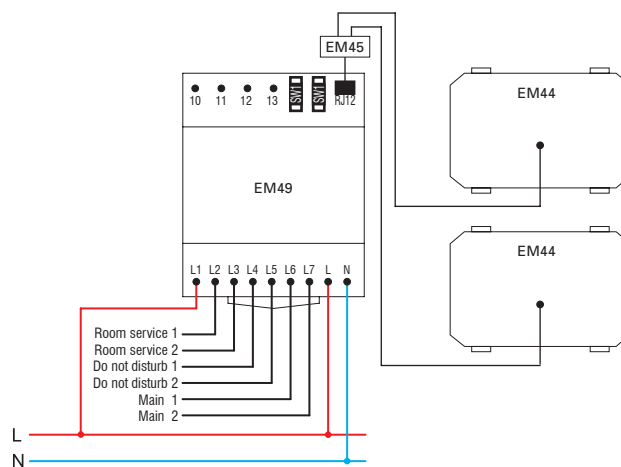 EM45
EM44
10 11 12 13 SW1 SW1 RJ12
EM49
EM44
L1 L2 L3 L4 L5 L6 L7 L N
Room service 1
Room service 2
Do not disturb 1
Do not disturb 2
Main 1
Main 2
L
N